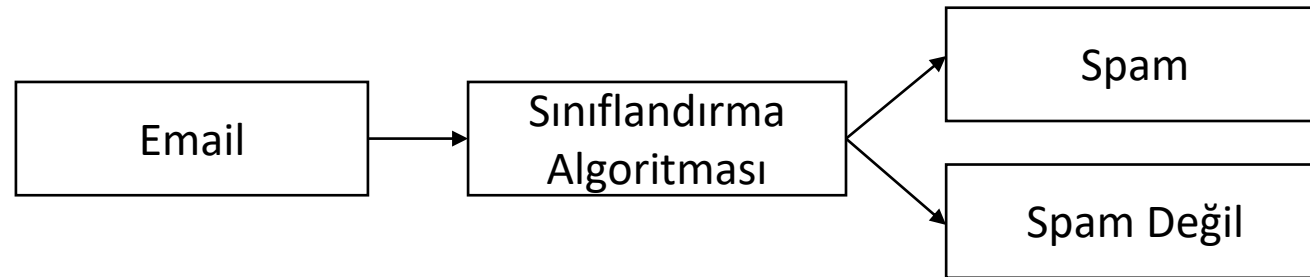 Email
Sınıflandırma
Algoritması
Spam
Spam Değil